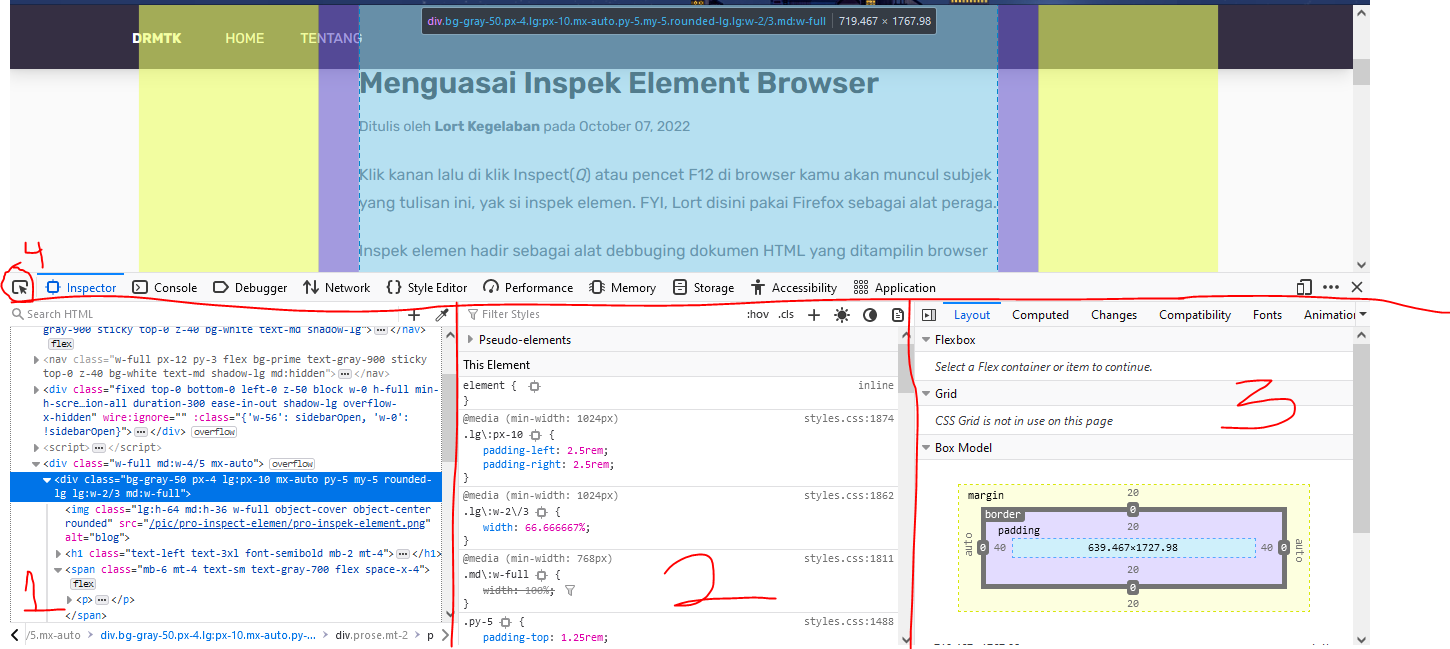 div.bg-gray-50.px-4.lg:px-10.mx-auto.py-5.my-5.rounded-lg.lg:w-2/3.md:w-full 719.467 × 1767.98
DRMTK HOME TENTANG
Menguasai Inspek Element Browser
Ditulis oleh Lort Kegelaban pada October 07, 2022
Klik kanan lalu di klik Inspect(Q) atau pencet F12 di browser kamu akan muncul subjek
yang tulisan ini, yak si inspek elemen. FYI, Lort disini pakai Firefox sebagai alat peraga.
Inspek elemen hadir sebagai alat debbuging dokumen HTML yang ditampilin browser
4
Inspector Console Debugger Network Style Editor Performance Memory Storage Accessibility Application
Search HTML
gray-900 sticky top-0 z-40 bg-white text-md shadow-lg"> </nav>
flex
<nav class="w-full px-12 py-3 flex bg-prime text-gray-900 sticky
top-0 z-40 bg-white text-md shadow-lg md:hidden"> </nav>
<div class="fixed top-0 bottom-0 left-0 z-50 block w-0 h-full min-
h-scre…ion-all duration-300 ease-in-out shadow-lg overflow-
x-hidden" wire:ignore="" :class="{'w-56': sidebarOpen, 'w-0':
!sidebarOpen}"> </div> overflow
<script> </script>
<div class="w-full md:w-4/5 mx-auto"> overflow
<div class="bg-gray-50 px-4 lg:px-10 mx-auto py-5 my-5 rounded-
lg lg:w-2/3 md:w-full">
<img class="lg:h-64 md:h-36 w-full object-cover object-center
rounded" src="/pic/pro-inspect-elemen/pro-inspek-element.png"
alt="blog">
<h1 class="text-left text-3xl font-semibold mb-2 mt-4"> </h1>
<span class="mb-6 mt-4 text-sm text-gray-700 flex space-x-4">
flex
<p> </p>
</span>
1
/5.mx-auto div.bg-gray-50.px-4.lg:px-10.mx-auto.py-... div.prose.mt-2 p
Filter Styles :hov .cls
Pseudo-elements
This Element
element { inline
}
@media (min-width: 1024px) styles.css:1874
.lg\:px-10 {
padding-left: 2.5rem;
padding-right: 2.5rem;
}
@media (min-width: 1024px) styles.css:1862
.lg\:w-2\/3 {
width: 66.666667%;
}
@media (min-width: 768px) styles.css:1811
.md\:w-full {
width: 100%;
}
2
.py-5 { styles.css:1488
padding-top: 1.25rem;
Layout Computed Changes Compatibility Fonts Animation
Flexbox
Select a Flex container or item to continue.
Grid
CSS Grid is not in use on this page
3
Box Model
margin 20
border 0
padding 20
auto 0 40 639.467×1727.98 40 0 auto
20
0
20